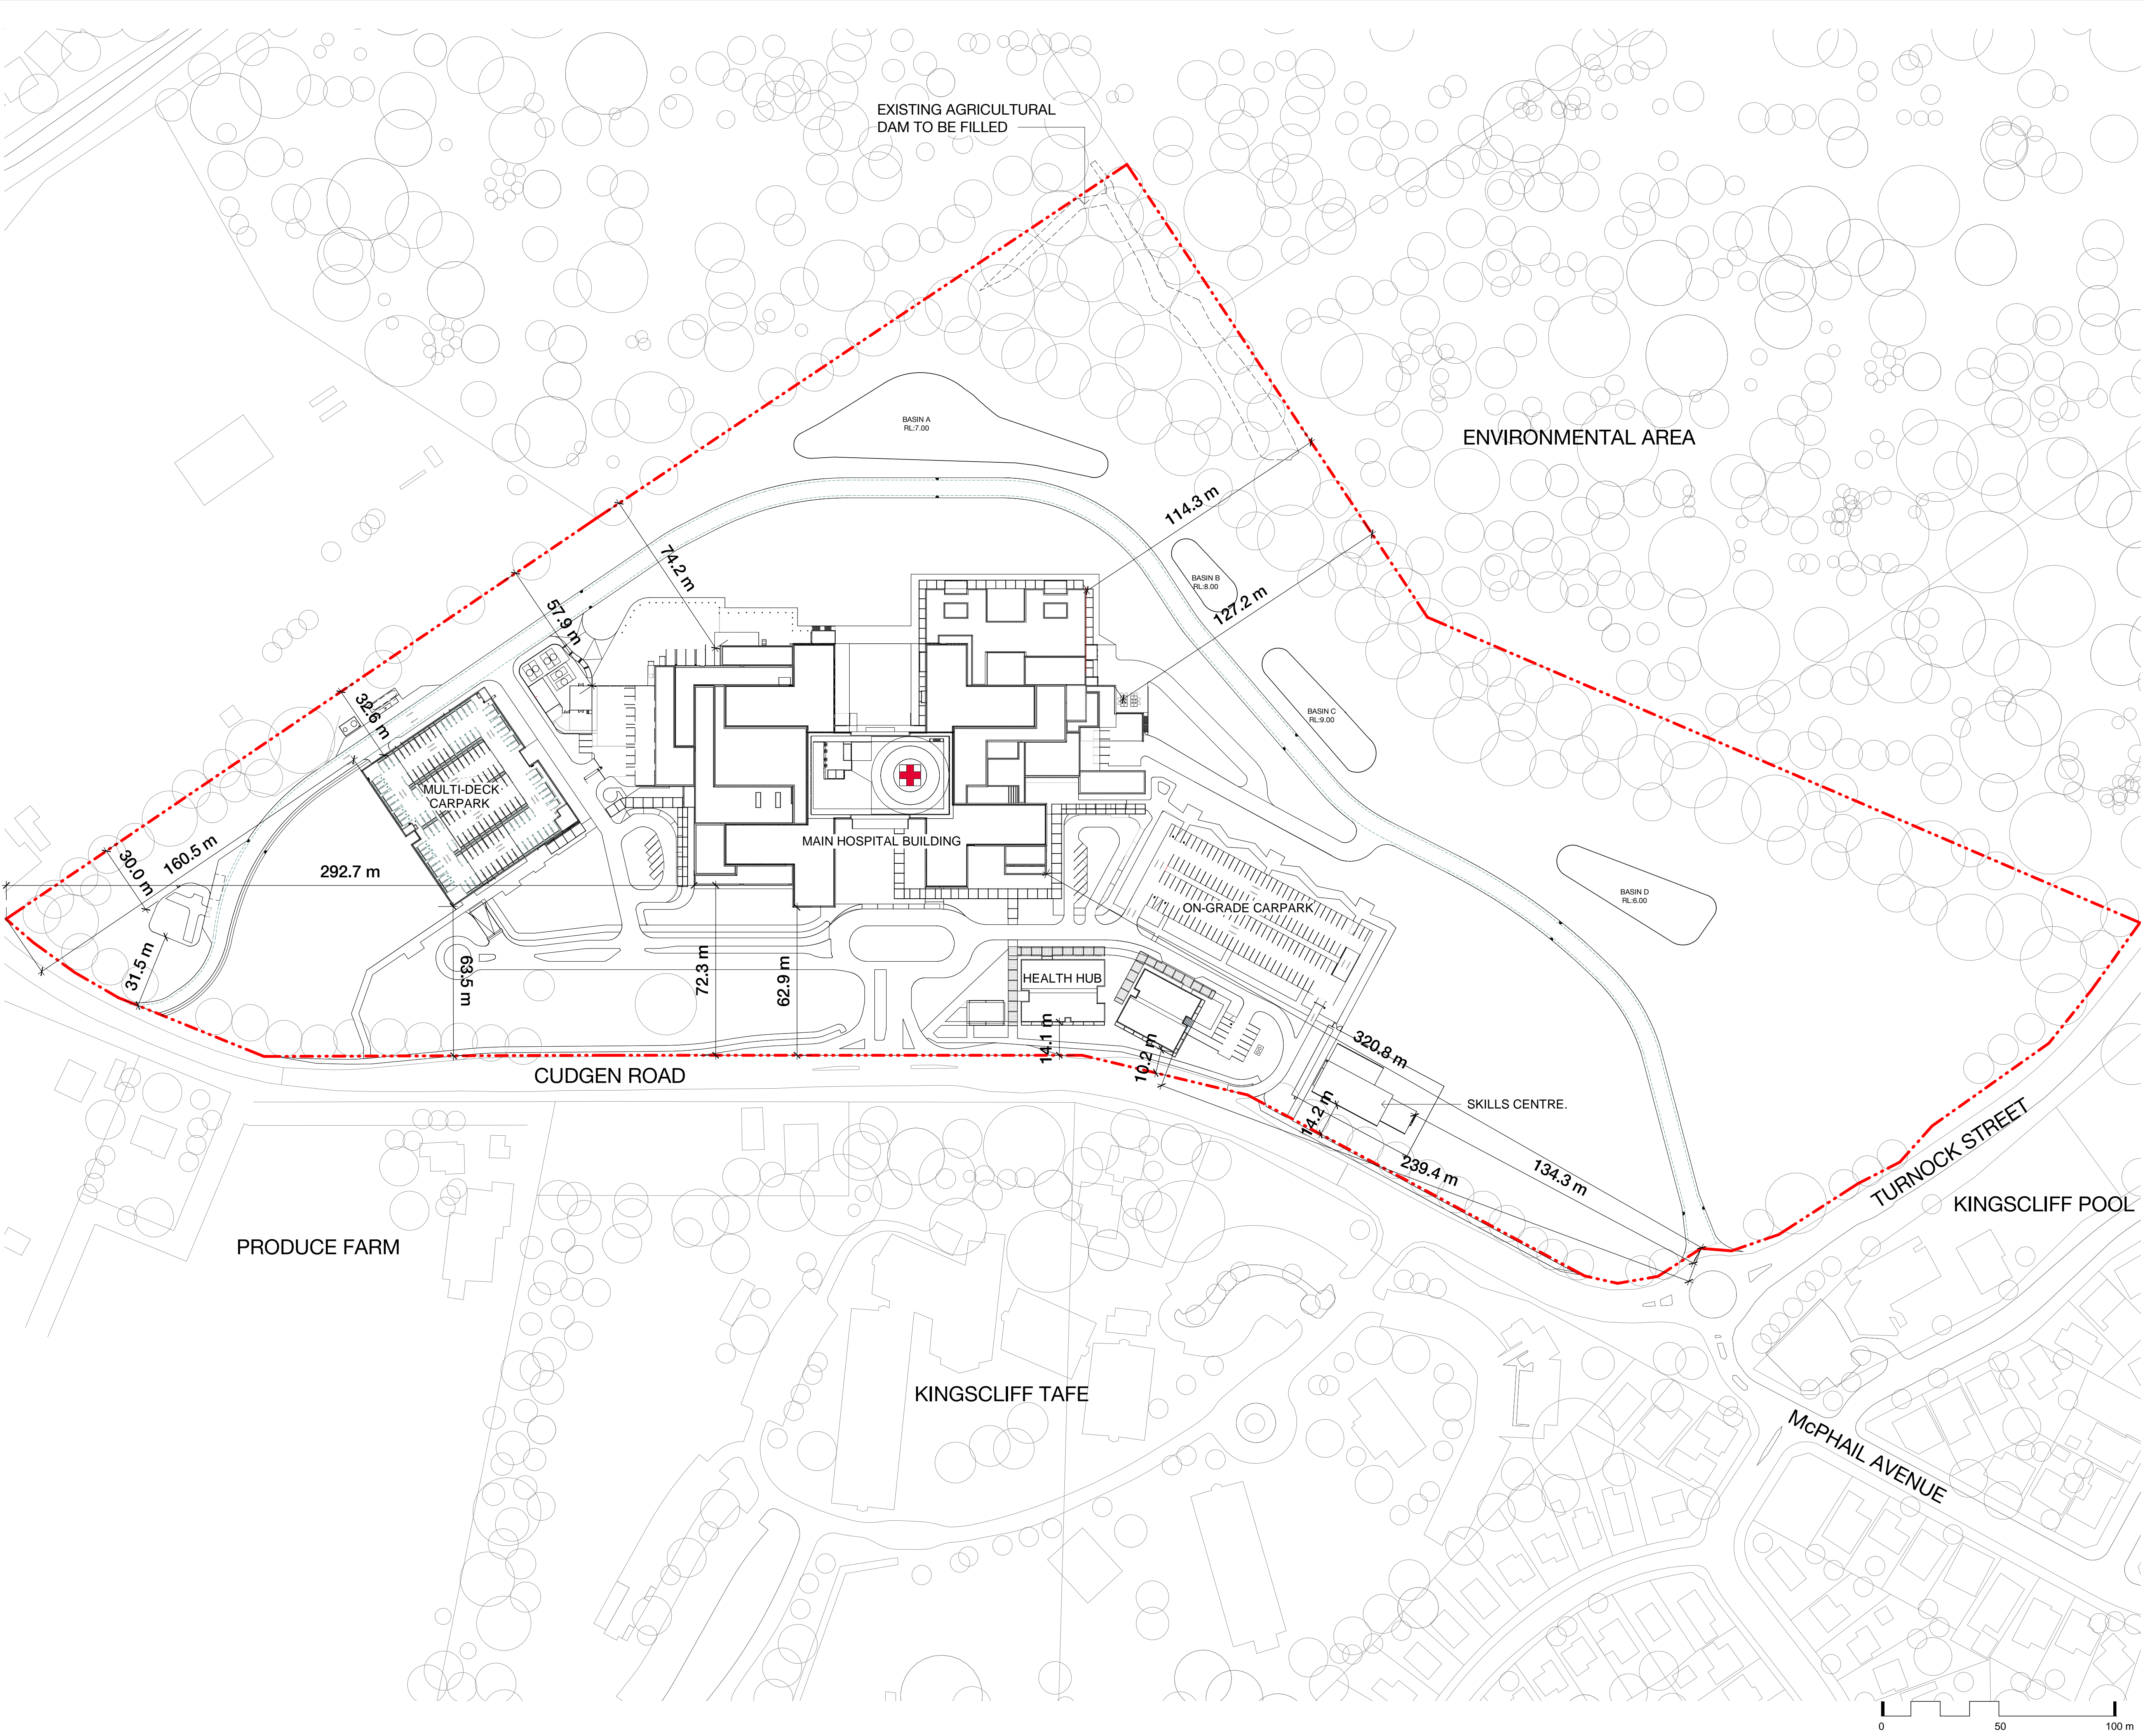 EXISTING AGRICULTURAL
DAM TO BE FILLED
BASIN A
RL:7.00
ENVIRONMENTAL AREA
114.3 m
74.2 m
BASIN B
RL:8.00
127.2 m
57.9 m
32.6 m
BASIN C
RL:9.00
MULTI-DECK
CARPARK
MAIN HOSPITAL BUILDING
160.5 m
30.0 m
292.7 m
BASIN D
RL:6.00
ON-GRADE CARPARK
31.5 m
63.5 m
72.3 m
62.9 m
HEALTH HUB
14.1 m
10.2 m
320.8 m
CUDGEN ROAD
SKILLS CENTRE.
14.2 m
239.4 m
134.3 m
TURNOCK STREET
KINGSCLIFF POOL
PRODUCE FARM
KINGSCLIFF TAFE
McPHAIL AVENUE
0 50 100 m